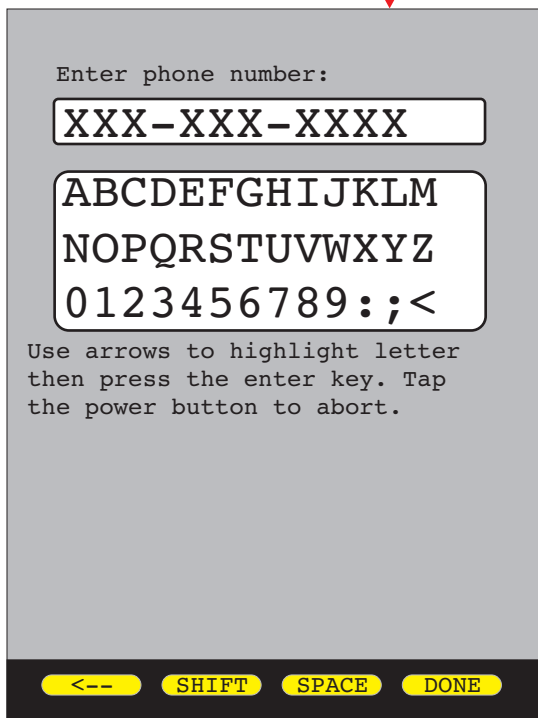 Enter phone number:
XXX-XXX-XXXX
ABCDEFGHIJKLM
NOPQRSTUVWXYZ
0123456789:;<
Use arrows to highlight letter
then press the enter key. Tap
the power button to abort.
<-- SHIFT SPACE DONE